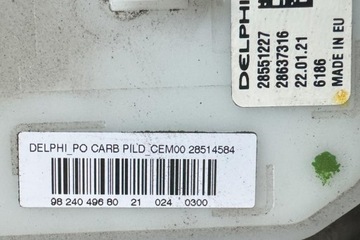 DELPHI
28551227
28637316
22.01.21
6186
MADE IN EU
DELPHI_PO CARB PILD_CEM00 28514584
98 240 496 80 21 024 0300